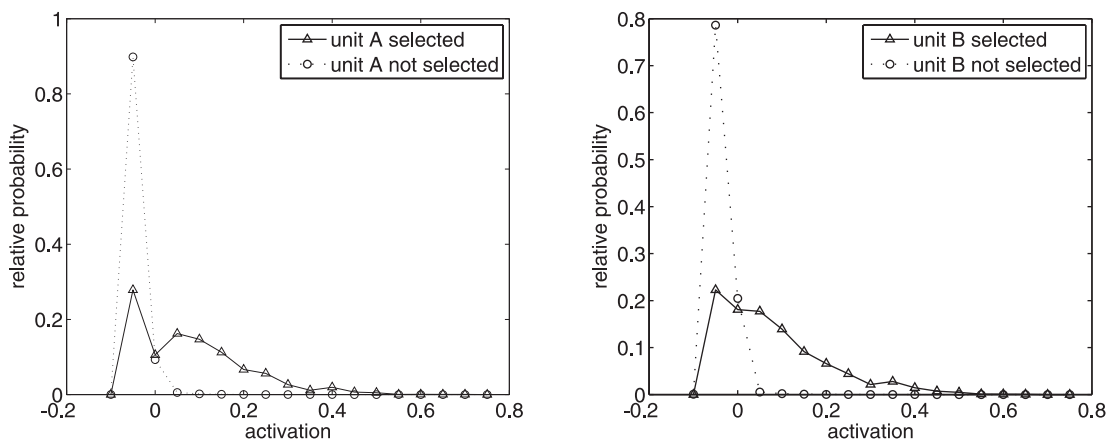 1
unit A selected
unit A not selected
0.8
0.6
0.4
0.2
0
relative probability
-0.2 0 0.2 0.4 0.6 0.8
activation
0.8
unit B selected
unit B not selected
0.7
0.6
0.5
0.4
0.3
0.2
0.1
0
relative probability
-0.2 0 0.2 0.4 0.6 0.8
activation